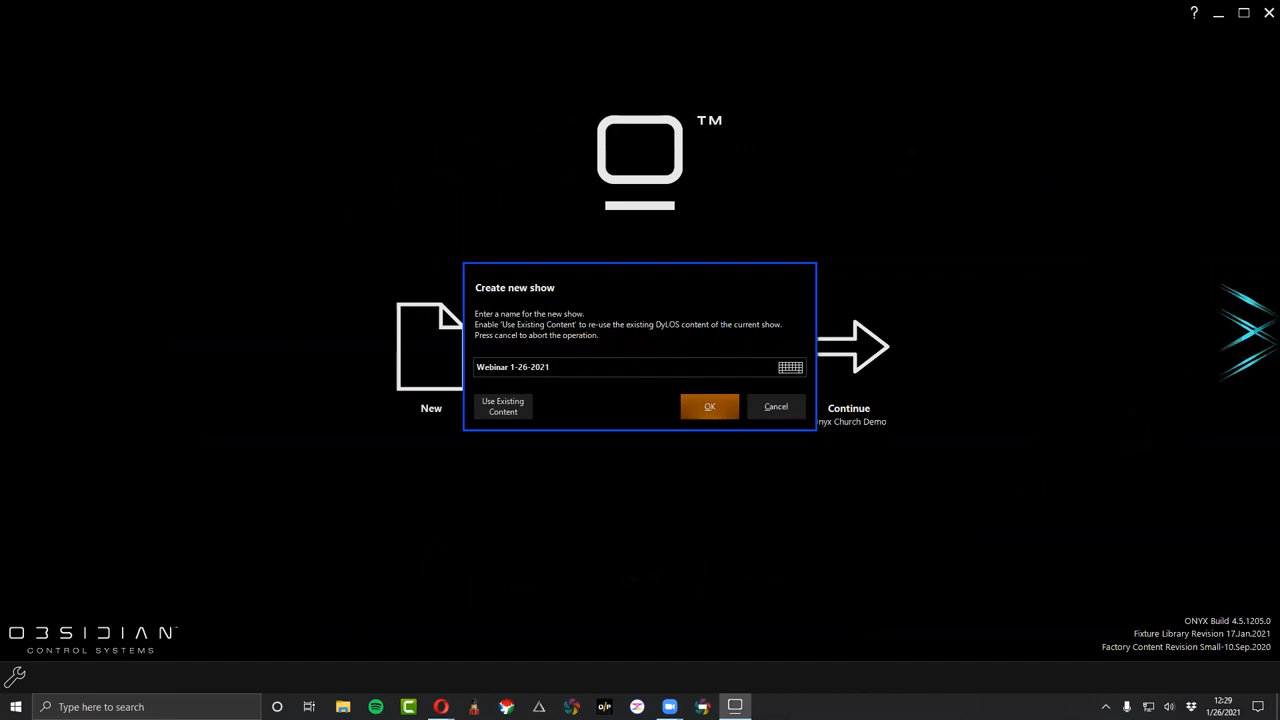 ?
TM
Create new show
Enter a name for the new show.
Enable 'Use Existing Content' to re-use the existing DyLOS content of the current show.
Press cancel to abort the operation.
Webinar 1-26-2021
Use Existing
Content
OK
Cancel
New
Continue
nyx Church Demo
OBSIDIAN
CONTROL SYSTEMS
ONYX Build 4.5.1205.0
Fixture Library Revision 17.Jan.2021
Factory Content Revision Small-10.Sep.2020
Type here to search
O/P
12:29
1/26/2021